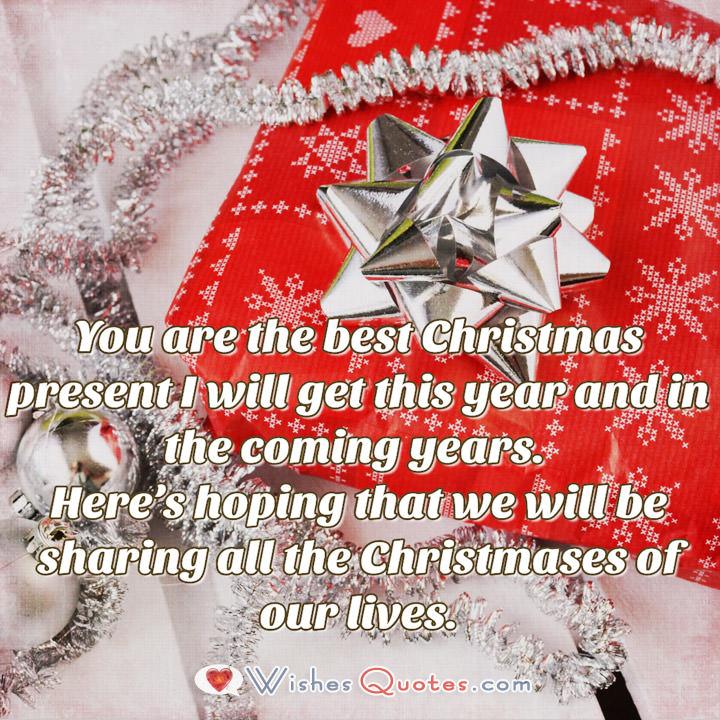 You are the best Christmas
present I will get this year and in
the coming years.
Here's hoping that we will be
sharing all the Christmases of
our lives.
WishesQuotes.com